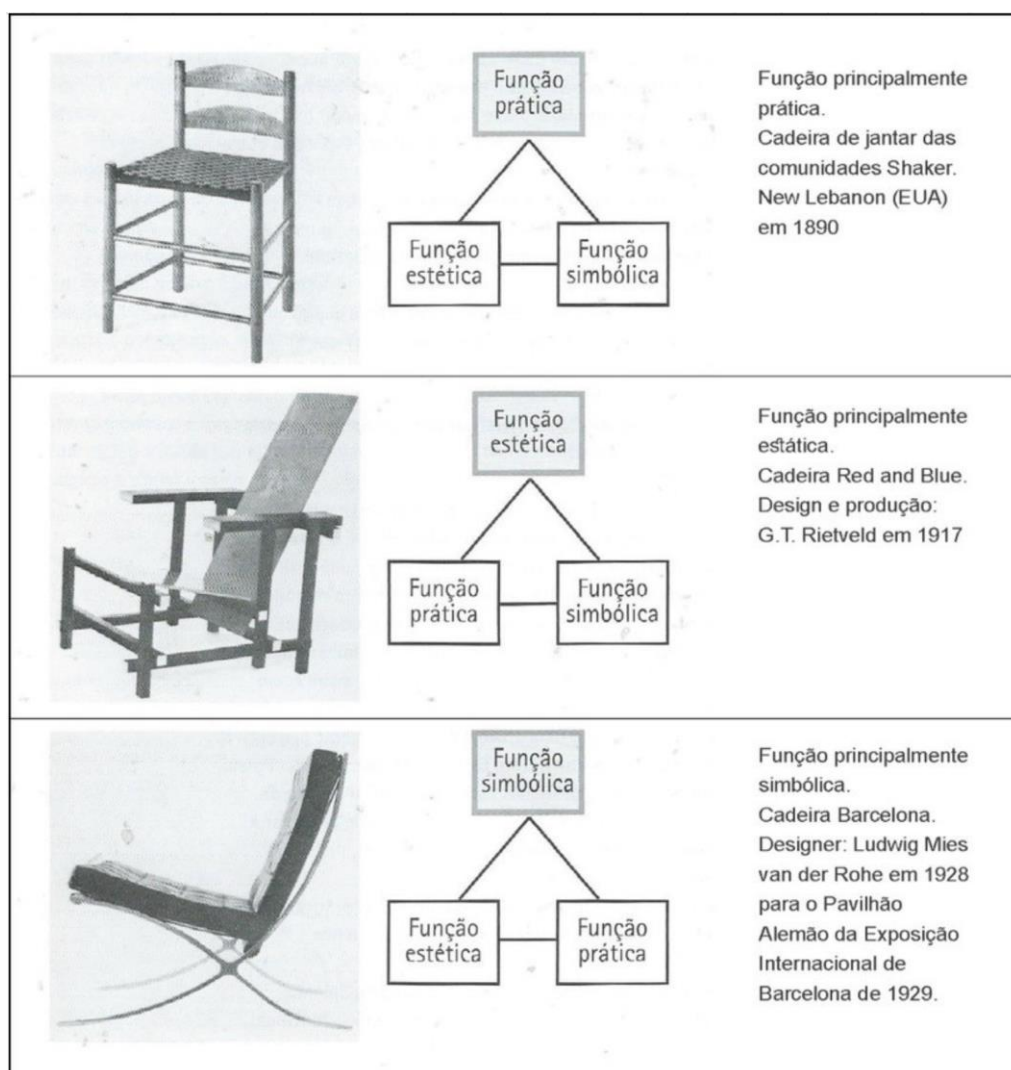 Função
prática
Função
estética
Função
simbólica
Função principalmente
prática.
Cadeira de jantar das
comunidades Shaker.
New Lebanon (EUA)
em 1890
Função
estética
Função
prática
Função
simbólica
Função principalmente
estática.
Cadeira Red and Blue.
Design e produção:
G.T. Rietveld em 1917
Função
simbólica
Função
estética
Função
prática
Função principalmente
simbólica.
Cadeira Barcelona.
Designer: Ludwig Mies
van der Rohe em 1928
para o Pavilhão
Alemão da Exposição
Internacional de
Barcelona de 1929.